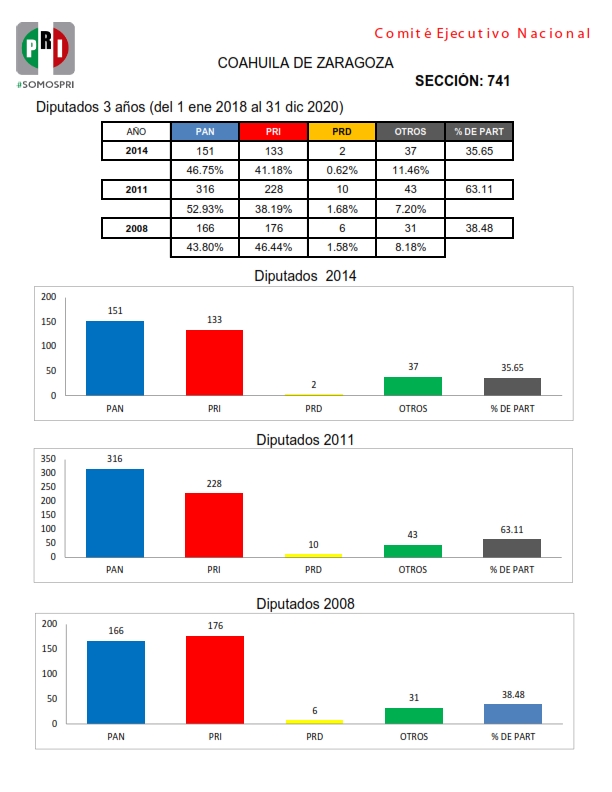 Comité Ejecutivo Nacional
PRI
#SOMOSPRI
COAHUILA DE ZARAGOZA
SECCIÓN: 741
Diputados 3 años (del 1 ene 2018 al 31 dic 2020)
AÑO PAN PRI PRD OTROS % DE PART
2014 151 133 2 37 35.65
46.75% 41.18% 0.62% 11.46%
2011 316 228 10 43 63.11
52.93% 38.19% 1.68% 7.20%
2008 166 176 6 31 38.48
43.80% 46.44% 1.58% 8.18%
Diputados 2014
200
150
100
50
0
151 133 2 37 35.65
PAN PRI PRD OTROS % DE PART
Diputados 2011
350
300
250
200
150
100
50
0
316 228 10 43 63.11
PAN PRI PRD OTROS % DE PART
Diputados 2008
200
150
100
50
0
166 176 6 31 38.48
PAN PRI PRD OTROS % DE PART